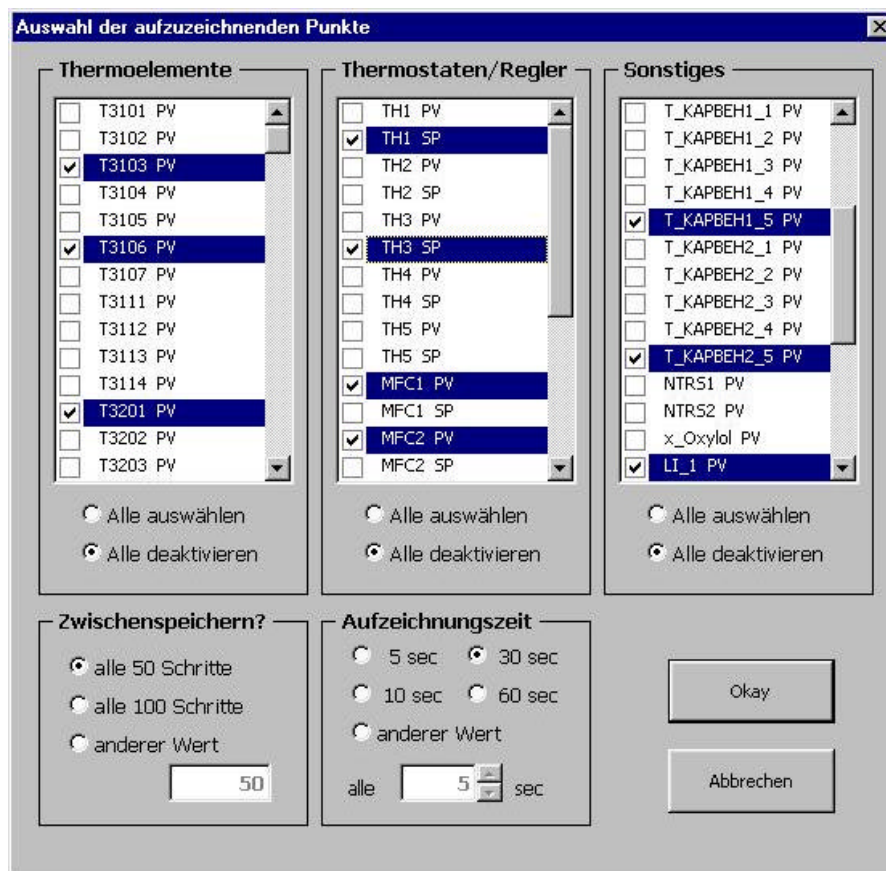 Auswahl der aufzuzeichnenden Punkte
Thermoelemente
T3101 PV
T3102 PV
T3103 PV
T3104 PV
T3105 PV
T3106 PV
T3107 PV
T3111 PV
T3112 PV
T3113 PV
T3114 PV
T3201 PV
T3202 PV
T3203 PV
Alle auswählen
Alle deaktivieren
Thermostaten/Regler
TH1 PV
TH1 SP
TH2 PV
TH2 SP
TH3 PV
TH3 SP
TH4 PV
TH4 SP
TH5 PV
TH5 SP
MFC1 PV
MFC1 SP
MFC2 PV
MFC2 SP
Alle auswählen
Alle deaktivieren
Sonstiges
T_KAPBEH1_1 PV
T_KAPBEH1_2 PV
T_KAPBEH1_3 PV
T_KAPBEH1_4 PV
T_KAPBEH1_5 PV
T_KAPBEH2_1 PV
T_KAPBEH2_2 PV
T_KAPBEH2_3 PV
T_KAPBEH2_4 PV
T_KAPBEH2_5 PV
NTRS1 PV
NTRS2 PV
x_Oxylol PV
LI_1 PV
Alle auswählen
Alle deaktivieren
Zwischenspeichern?
alle 50 Schritte
alle 100 Schritte
anderer Wert
50
Aufzeichnungszeit
5 sec 30 sec
10 sec 60 sec
anderer Wert
alle 5 sec
Okay
Abbrechen